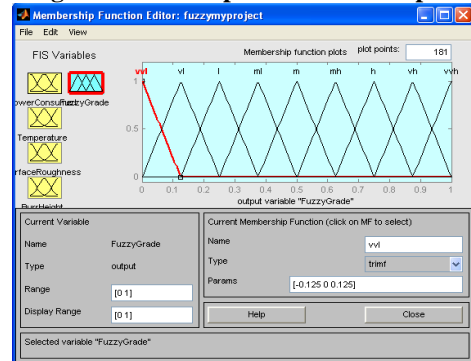 Membership Function Editor: fuzzymyproject
File Edit View
FIS Variables
Membership function plots plot points: 181
vvl vl l ml m mh h vh vvh
1
0.5
0
0 0.1 0.2 0.3 0.4 0.5 0.6 0.7 0.8 0.9 1
output variable "FuzzyGrade"
FuzzyGrade
Temperature
rfaceRoughness
BurrHeight
Current Variable
Name FuzzyGrade
Type output
Range [0 1]
Display Range [0 1]
Current Membership Function (click on MF to select)
Name vvl
Type trimf
Params [-0.125 0 0.125]
Help Close
Selected variable "FuzzyGrade"